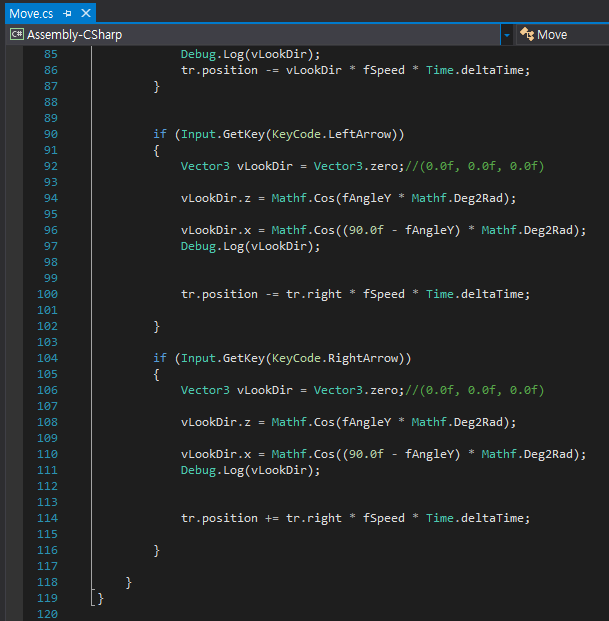 Move.cs
C# Assembly-CSharp Move
85 Debug.Log(vLookDir);
86 tr.position -= vLookDir * fSpeed * Time.deltaTime;
87 }
88
89
90 if (Input.GetKey(KeyCode.LeftArrow))
91 {
92 Vector3 vLookDir = Vector3.zero;//(0.0f, 0.0f, 0.0f)
93
94 vLookDir.z = Mathf.Cos(fAngleY * Mathf.Deg2Rad);
95
96 vLookDir.x = Mathf.Cos((90.0f - fAngleY) * Mathf.Deg2Rad);
97 Debug.Log(vLookDir);
98
99
100 tr.position -= tr.right * fSpeed * Time.deltaTime;
101
102 }
103
104 if (Input.GetKey(KeyCode.RightArrow))
105 {
106 Vector3 vLookDir = Vector3.zero;//(0.0f, 0.0f, 0.0f)
107
108 vLookDir.z = Mathf.Cos(fAngleY * Mathf.Deg2Rad);
109
110 vLookDir.x = Mathf.Cos((90.0f - fAngleY) * Mathf.Deg2Rad);
111 Debug.Log(vLookDir);
112
113
114 tr.position += tr.right * fSpeed * Time.deltaTime;
115
116 }
117
118 }
119 }
120